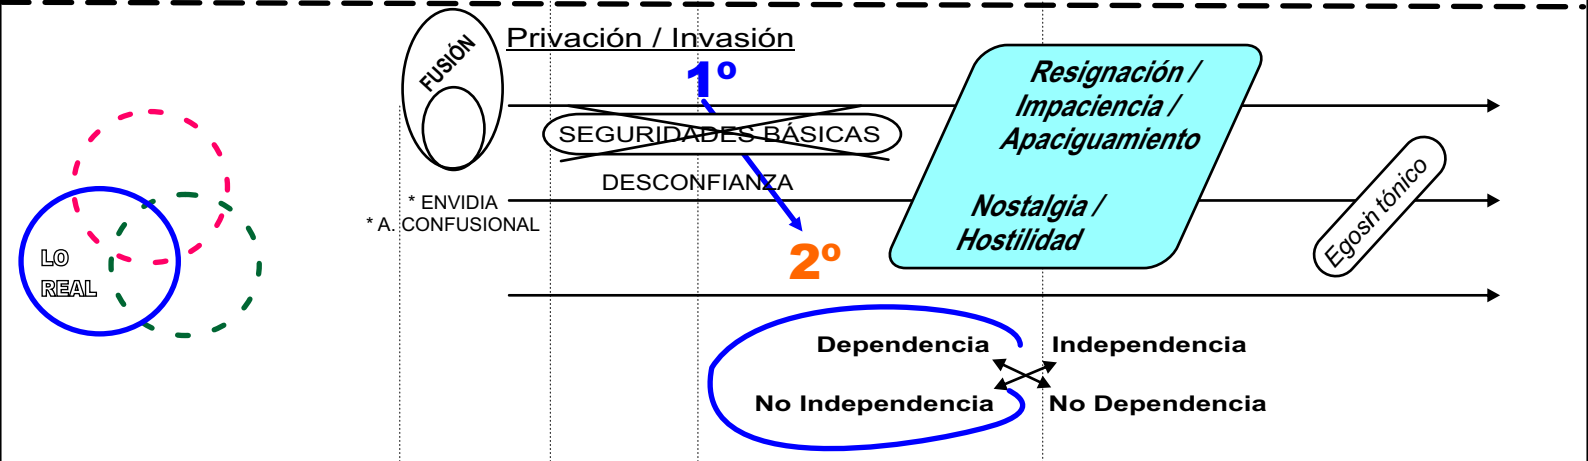 FUSIÓN
Privación / Invasión
1º
SEGURIDADES BÁSICAS
DESCONFIANZA
* ENVIDIA
* A. CONFUSIONAL
2º
LO
REAL
Resignación /
Impaciencia /
Apaciguamiento
Nostalgia /
Hostilidad
Egosin tónico
Dependencia
Independencia
No Independencia
No Dependencia